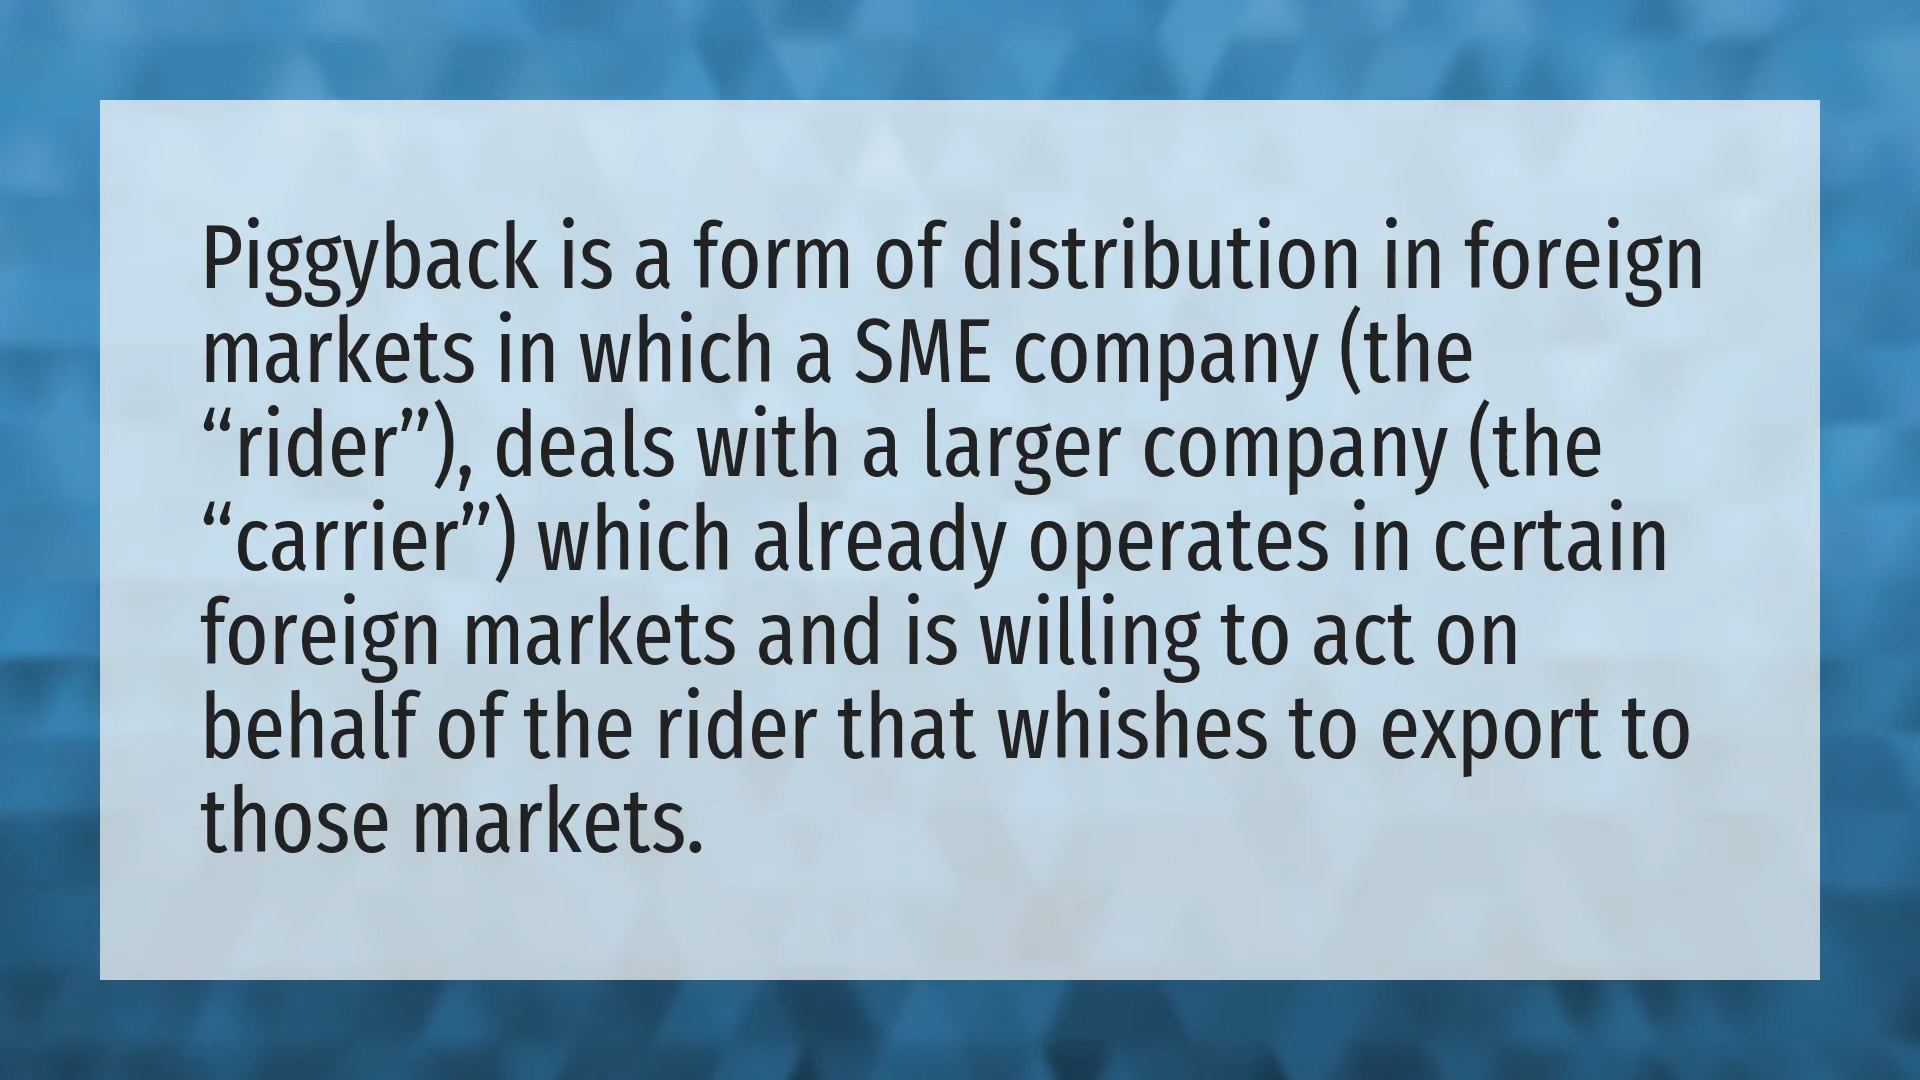 Piggyback is a form of distribution in foreign
markets in which a SME company (the
“rider”), deals with a larger company (the
“carrier”) which already operates in certain
foreign markets and is willing to act on
behalf of the rider that whishes to export to
those markets.